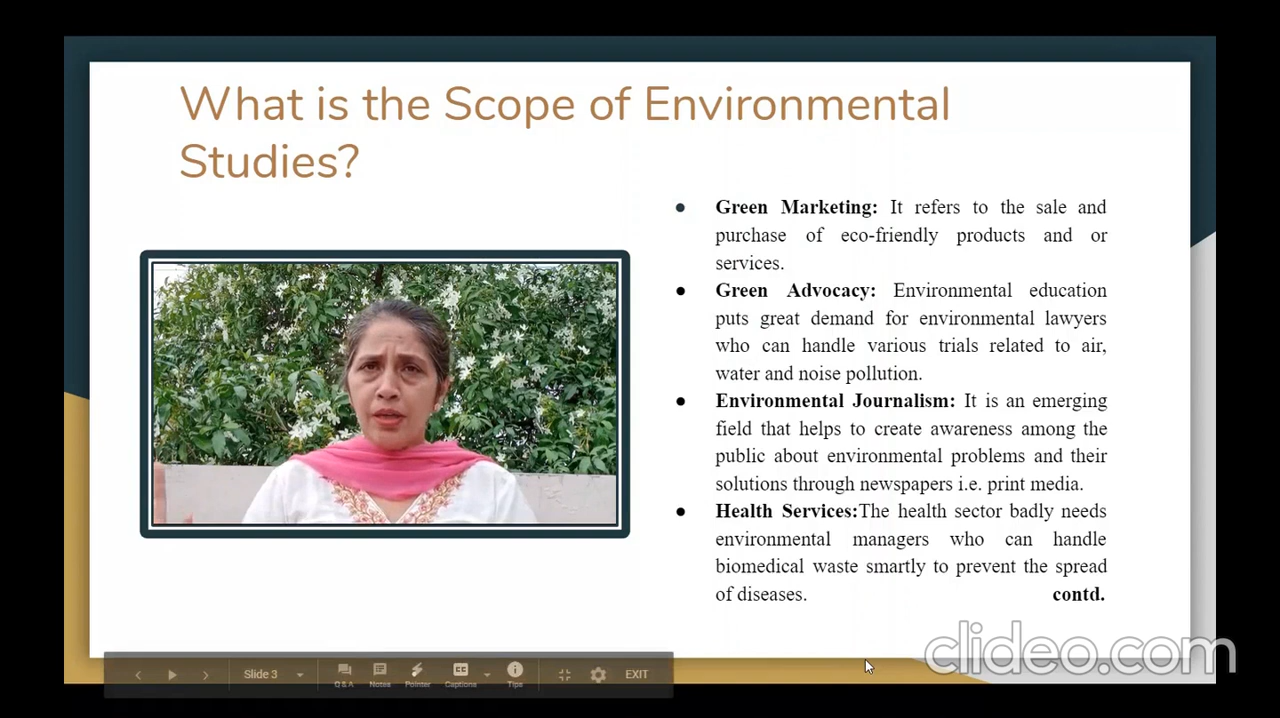 What is the Scope of Environmental
Studies?
● Green Marketing: It refers to the sale and
purchase of eco-friendly products and or
services.
● Green Advocacy: Environmental education
puts great demand for environmental lawyers
who can handle various trials related to air,
water and noise pollution.
● Environmental Journalism: It is an emerging
field that helps to create awareness among the
public about environmental problems and their
solutions through newspapers i.e. print media.
● Health Services:The health sector badly needs
environmental managers who can handle
biomedical waste smartly to prevent the spread
of diseases. contd.
clideo.com
Slide 3 Q & A Notes Pointer Captions Tips EXIT